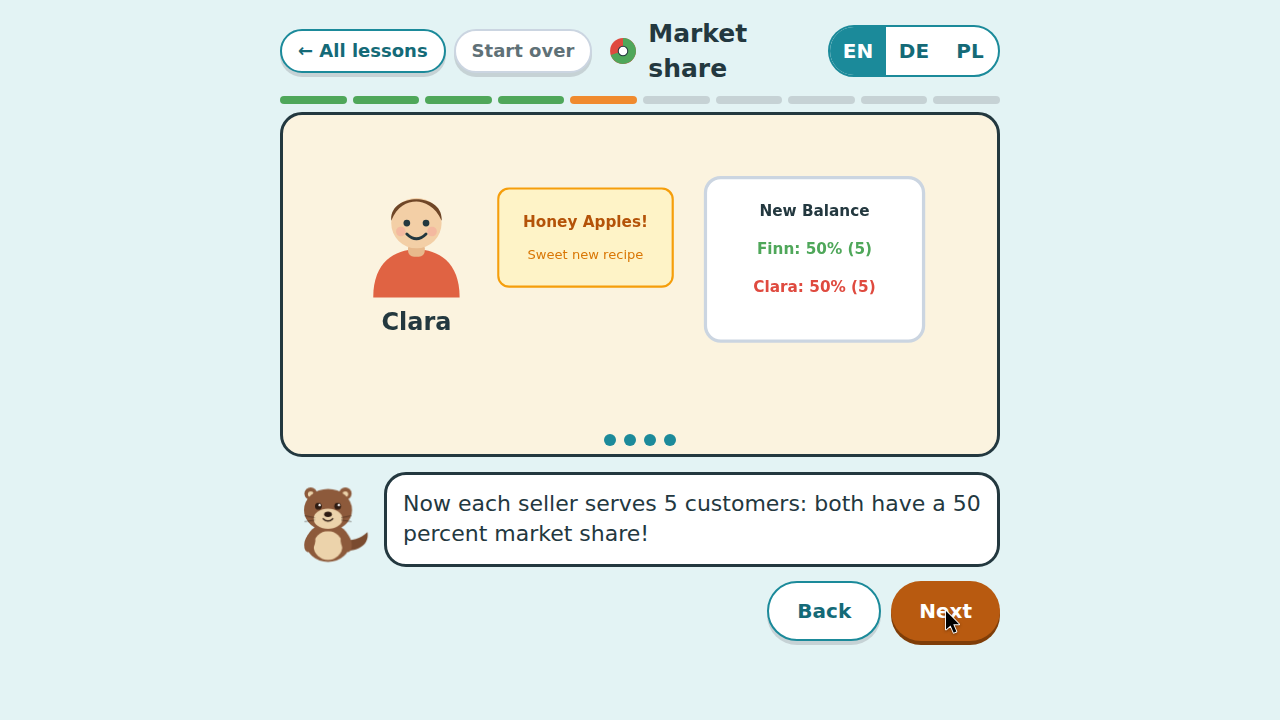 ← All lessons
Start over
Market
share
EN
DE
PL
Honey Apples!
Sweet new recipe
New Balance
Finn: 50% (5)
Clara: 50% (5)
Clara
Now each seller serves 5 customers: both have a 50
percent market share!
Back
Next